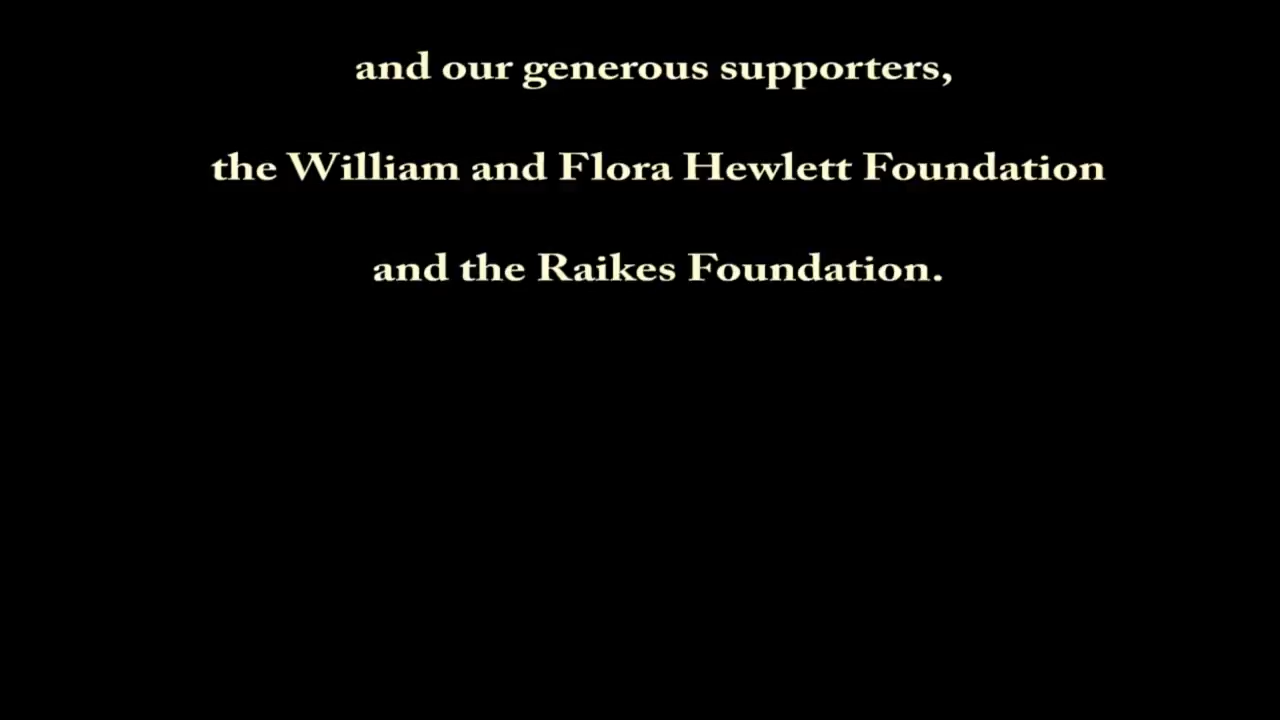 and our generous supporters,
the William and Flora Hewlett Foundation
and the Raikes Foundation.